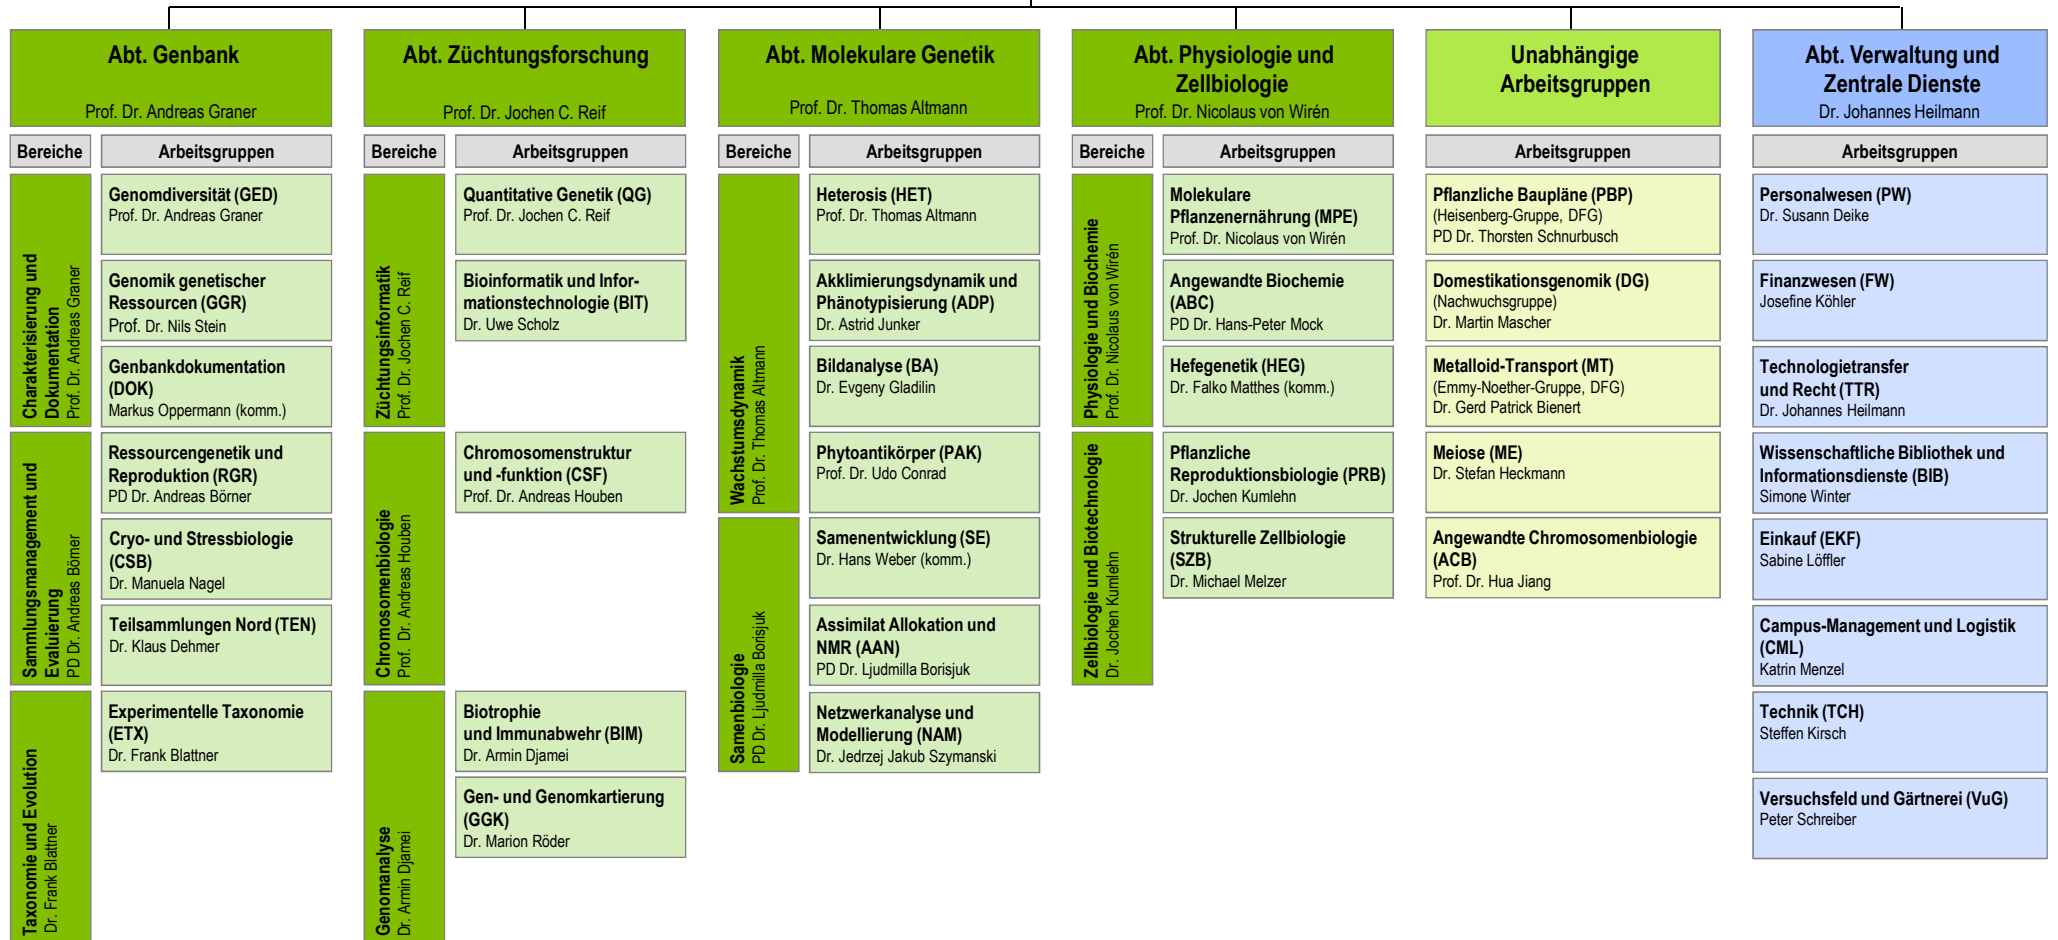 Abt. Genbank
Prof. Dr. Andreas Graner
Bereiche
Arbeitsgruppen
Charakterisierung und
Dokumentation
Prof. Dr. Andreas Graner
Genomdiversität (GED)
Prof. Dr. Andreas Graner
Genomik genetischer
Ressourcen (GGR)
Prof. Dr. Nils Stein
Genbankdokumentation
(DOK)
Markus Oppermann (komm.)
Sammlungsmanagement und
Evaluierung
PD Dr. Andreas Börner
Ressourcengenetik und
Reproduktion (RGR)
PD Dr. Andreas Börner
Cryo- und Stressbiologie
(CSB)
Dr. Manuela Nagel
Teilsammlungen Nord (TEN)
Dr. Klaus Dehmer
Taxonomie und Evolution
Dr. Frank Blattner
Experimentelle Taxonomie
(ETX)
Dr. Frank Blattner
Abt. Züchtungsforschung
Prof. Dr. Jochen C. Reif
Bereiche
Arbeitsgruppen
Züchtungsinformatik
Prof. Dr. Jochen C. Reif
Quantitative Genetik (QG)
Prof. Dr. Jochen C. Reif
Bioinformatik und Infor-
mationstechnologie (BIT)
Dr. Uwe Scholz
Chromosomenbiologie
Prof. Dr. Andreas Houben
Chromosomenstruktur
und -funktion (CSF)
Prof. Dr. Andreas Houben
Genomanalyse
Dr. Armin Djamei
Biotrophie
und Immunabwehr (BIM)
Dr. Armin Djamei
Gen- und Genomkartierung
(GGK)
Dr. Marion Röder
Abt. Molekulare Genetik
Prof. Dr. Thomas Altmann
Bereiche
Arbeitsgruppen
Wachstumsdynamik
Prof. Dr. Thomas Altmann
Heterosis (HET)
Prof. Dr. Thomas Altmann
Akklimierungsdynamik und
Phänotypisierung (ADP)
Dr. Astrid Junker
Bildanalyse (BA)
Dr. Evgeny Gladilin
Phytoantikörper (PAK)
Prof. Dr. Udo Conrad
Samenbiologie
PD Dr. Ljudmilla Borisjuk
Samenentwicklung (SE)
Dr. Hans Weber (komm.)
Assimilat Allokation und
NMR (AAN)
PD Dr. Ljudmilla Borisjuk
Netzwerkanalyse und
Modellierung (NAM)
Dr. Jedrzej Jakub Szymanski
Abt. Physiologie und
Zellbiologie
Prof. Dr. Nicolaus von Wirén
Bereiche
Arbeitsgruppen
Physiologie und Biochemie
Prof. Dr. Nicolaus von Wirén
Molekulare
Pflanzenernährung (MPE)
Prof. Dr. Nicolaus von Wirén
Angewandte Biochemie
(ABC)
PD Dr. Hans-Peter Mock
Hefegenetik (HEG)
Dr. Falko Matthes (komm.)
Zellbiologie und Biotechnologie
Dr. Jochen Kumlehn
Pflanzliche
Reproduktionsbiologie (PRB)
Dr. Jochen Kumlehn
Strukturelle Zellbiologie
(SZB)
Dr. Michael Melzer
Unabhängige
Arbeitsgruppen
Arbeitsgruppen
Pflanzliche Baupläne (PBP)
(Heisenberg-Gruppe, DFG)
PD Dr. Thorsten Schnurbusch
Domestikationsgenomik (DG)
(Nachwuchsgruppe)
Dr. Martin Mascher
Metalloid-Transport (MT)
(Emmy-Noether-Gruppe, DFG)
Dr. Gerd Patrick Bienert
Meiose (ME)
Dr. Stefan Heckmann
Angewandte Chromosomenbiologie
(ACB)
Prof. Dr. Hua Jiang
Abt. Verwaltung und
Zentrale Dienste
Dr. Johannes Heilmann
Arbeitsgruppen
Personalwesen (PW)
Dr. Susann Deike
Finanzwesen (FW)
Josefine Köhler
Technologietransfer
und Recht (TTR)
Dr. Johannes Heilmann
Wissenschaftliche Bibliothek und
Informationsdienste (BIB)
Simone Winter
Einkauf (EKF)
Sabine Löffler
Campus-Management und Logistik
(CML)
Katrin Menzel
Technik (TCH)
Steffen Kirsch
Versuchsfeld und Gärtnerei (VuG)
Peter Schreiber